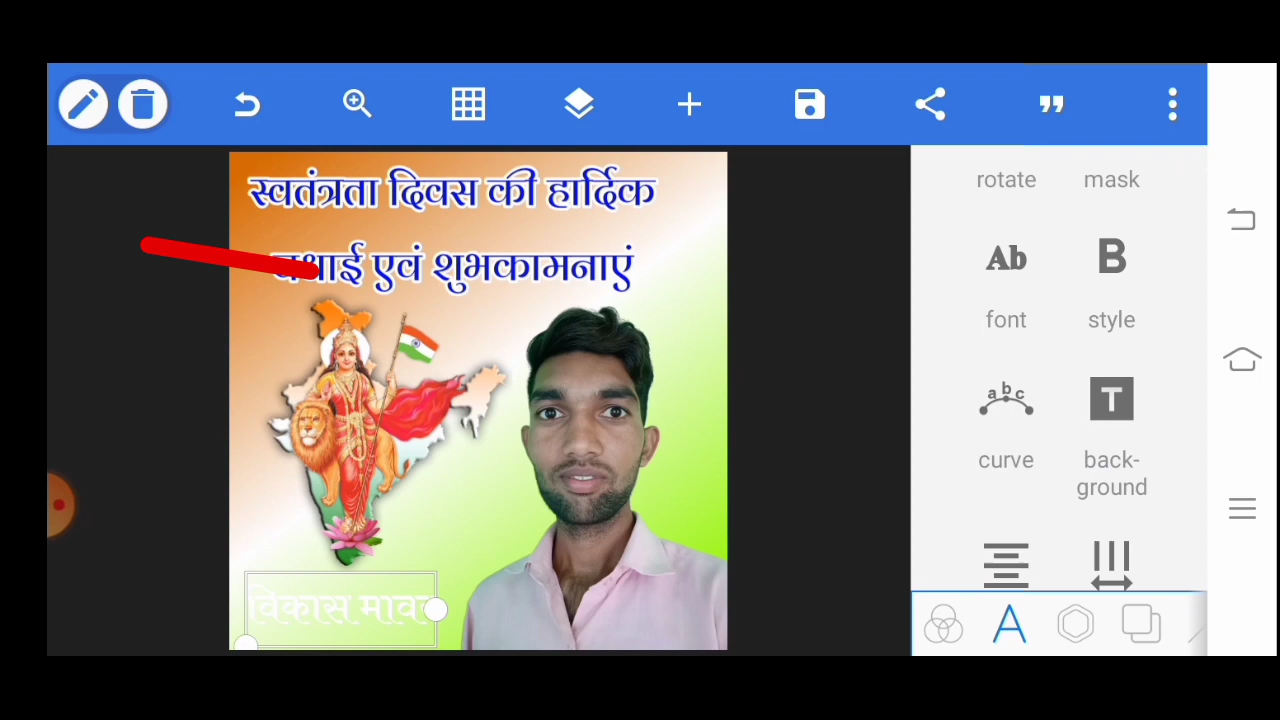 स्वतंत्रता दिवस की हार्दिक
एवं शुभकामनाएं
विकास
rotate
mask
Ab
B
font
style
abc
T
curve
back-
ground
A